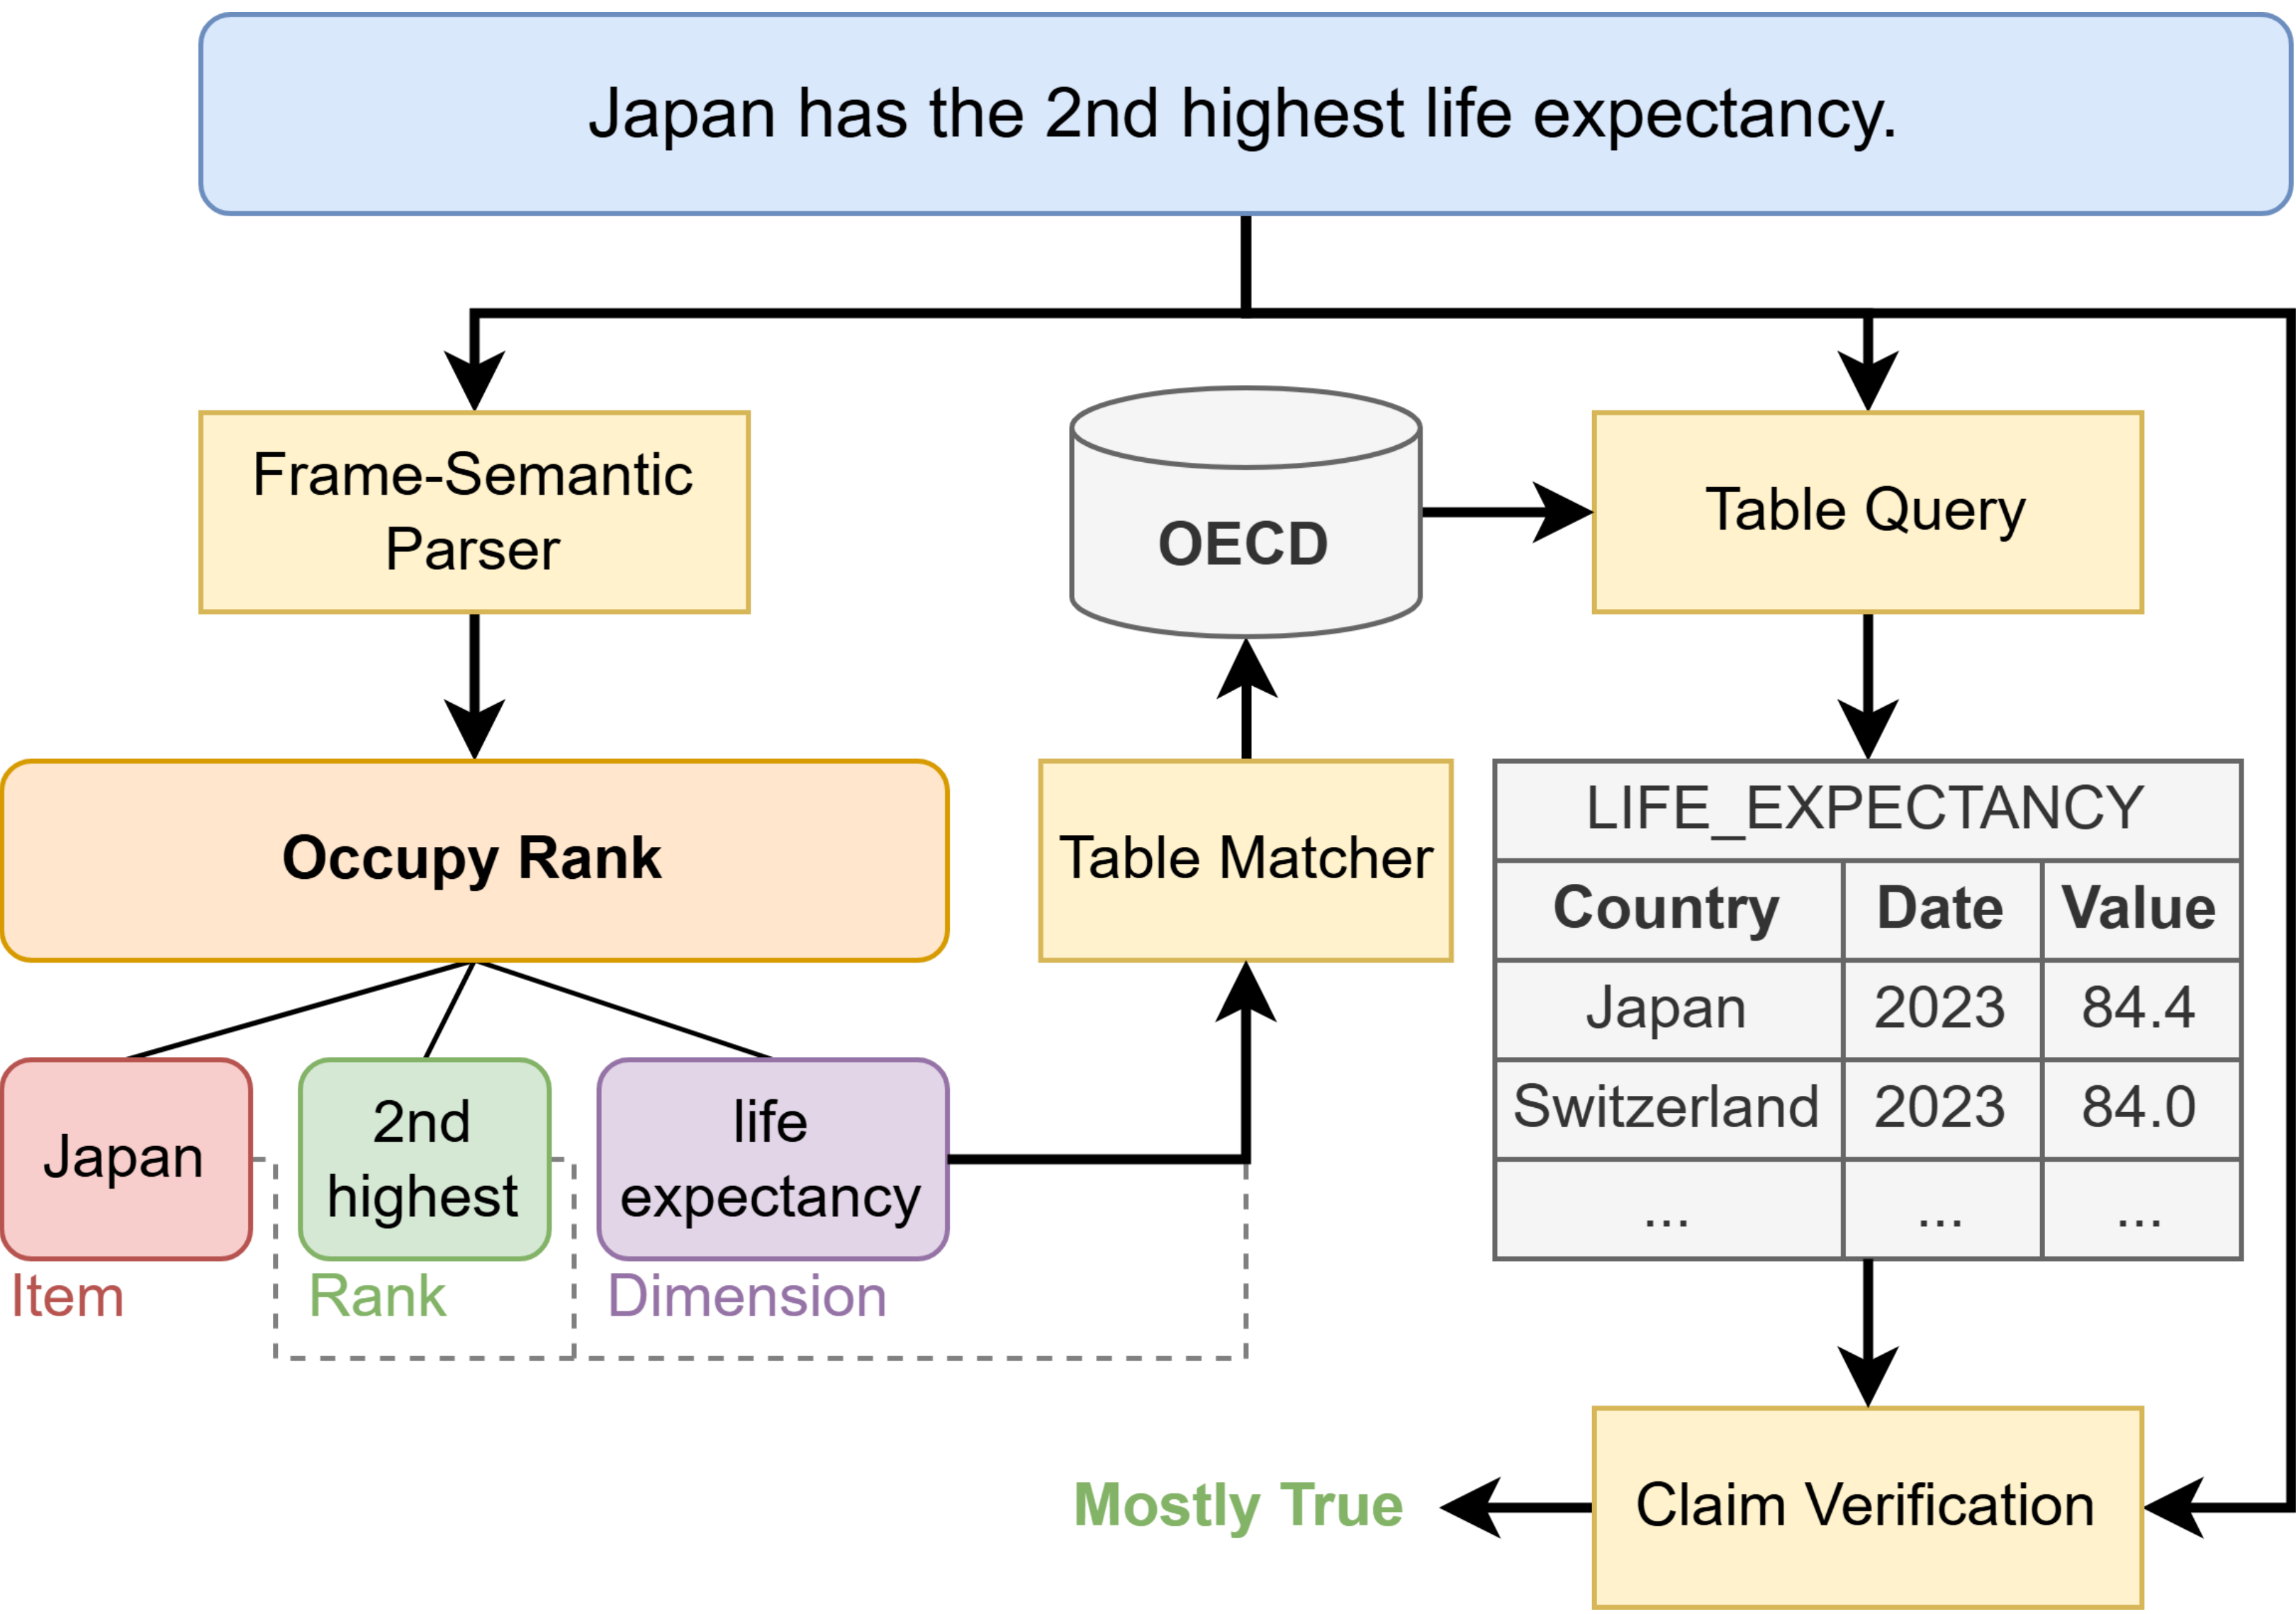 Japan has the 2nd highest life expectancy.
Frame-Semantic
Parser
OECD
Table Query
Occupy Rank
Table Matcher
LIFE_EXPECTANCY
Country Date Value
Japan 2023 84.4
Switzerland 2023 84.0
... ... ...
Japan
2nd
highest
life
expectancy
Item
Rank
Dimension
Mostly True
Claim Verification